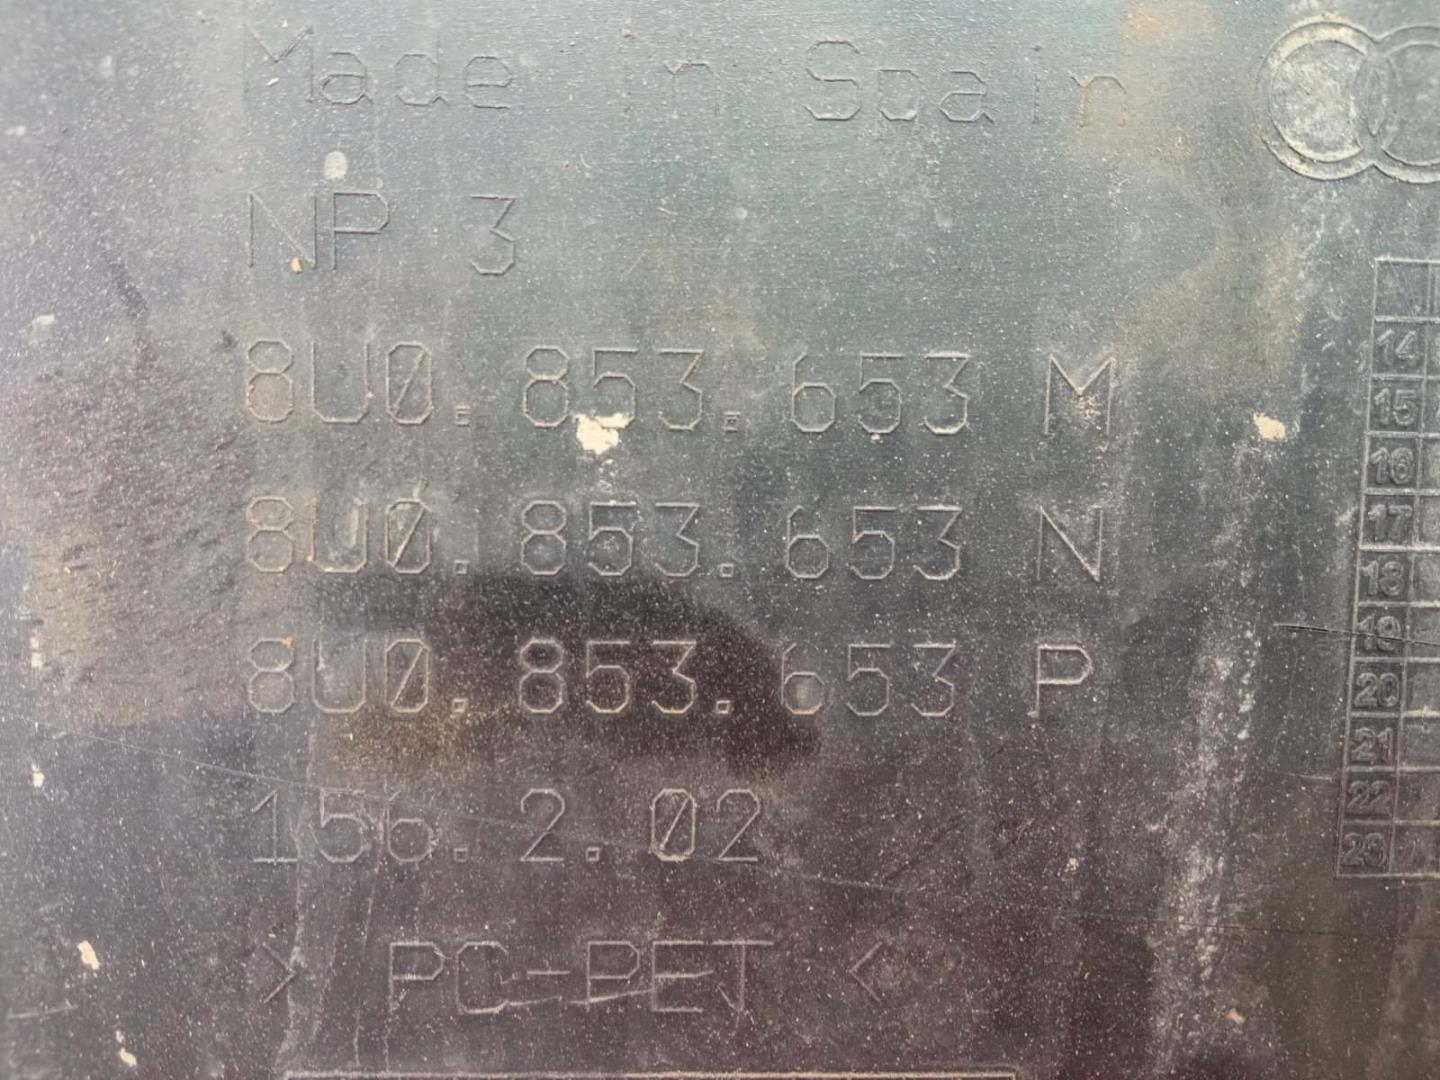 Made in Spain
NP 3
8U0.853.653 M
8U0.853.653 N
8U0.853.653 P
156.2.02
> PC-PET <
14
15
16
17
18
19
20
21
22
23